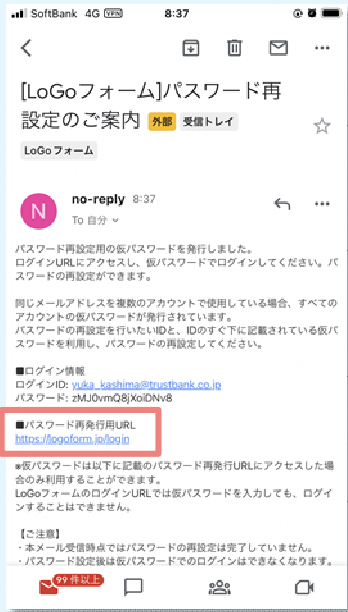 SoftBank 4G VPN 8:37
[LoGoフォーム]パスワード再
設定のご案内 外部 受信トレイ
LoGoフォーム
N
no-reply 8:37
To 自分
パスワード再設定用の仮パスワードを発行しました。
ログインURLにアクセスし、仮パスワードでログインしてください。パ
スワードの再設定ができます。
同じメールアドレスを複数のアカウントで使用している場合、すべての
アカウントの仮パスワードが発行されています。
パスワードの再設定を行いたいIDと、IDのすぐ下に記載されている仮パ
スワードを利用し、パスワードの再設定してください。
■ログイン情報
ログインID: yuka_kashima@trustbank.co.jp
パスワード: zMJ0vmQ8jXoiDNv8
■パスワード再発行用URL
https://logoform.jp/login
※仮パスワードは以下に記載のパスワード再発行URLにアクセスした場
合のみ利用することができます。
LoGoフォームのログインURLでは仮パスワードを入力しても、ログイ
ンすることはできません。
【ご注意】
・本メール受信時点ではパスワードの再設定は完了していません。
・パスワード設定後は仮パスワードでのログインはできなくなります。
99件以上